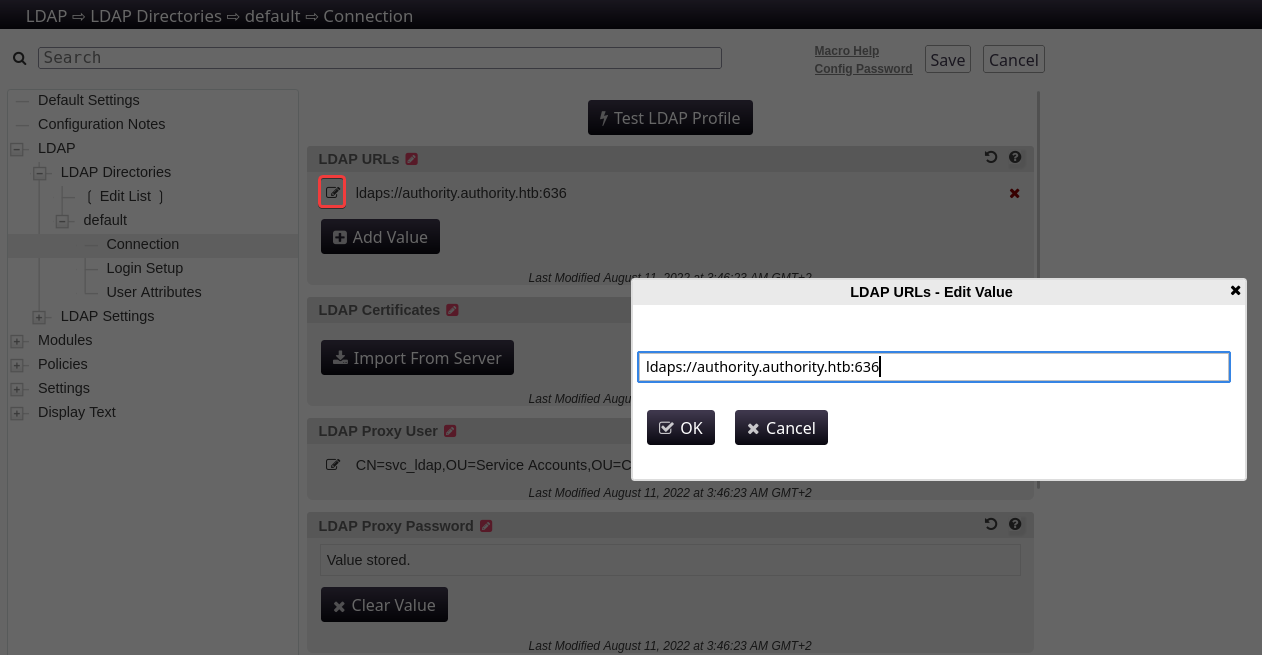 LDAP ⇨ LDAP Directories ⇨ default ⇨ Connection
Search
Macro Help
Config Password
Save
Cancel
Default Settings
Configuration Notes
LDAP
LDAP Directories
[ Edit List ]
default
Connection
Login Setup
User Attributes
LDAP Settings
Modules
Policies
Settings
Display Text
Test LDAP Profile
LDAP URLs
ldaps://authority.authority.htb:636
Add Value
Last Modified August 11, 2022 at 3:46:23 AM GMT+2
LDAP Certificates
Import From Server
Last Modified Au
LDAP Proxy User
CN=svc_ldap,OU=Service Accounts,OU=C
Last Modified August 11, 2022 at 3:46:23 AM GMT+2
LDAP Proxy Password
Value stored.
Clear Value
Last Modified August 11, 2022 at 3:46:23 AM GMT+2
LDAP URLs - Edit Value
ldaps://authority.authority.htb:636
OK
Cancel